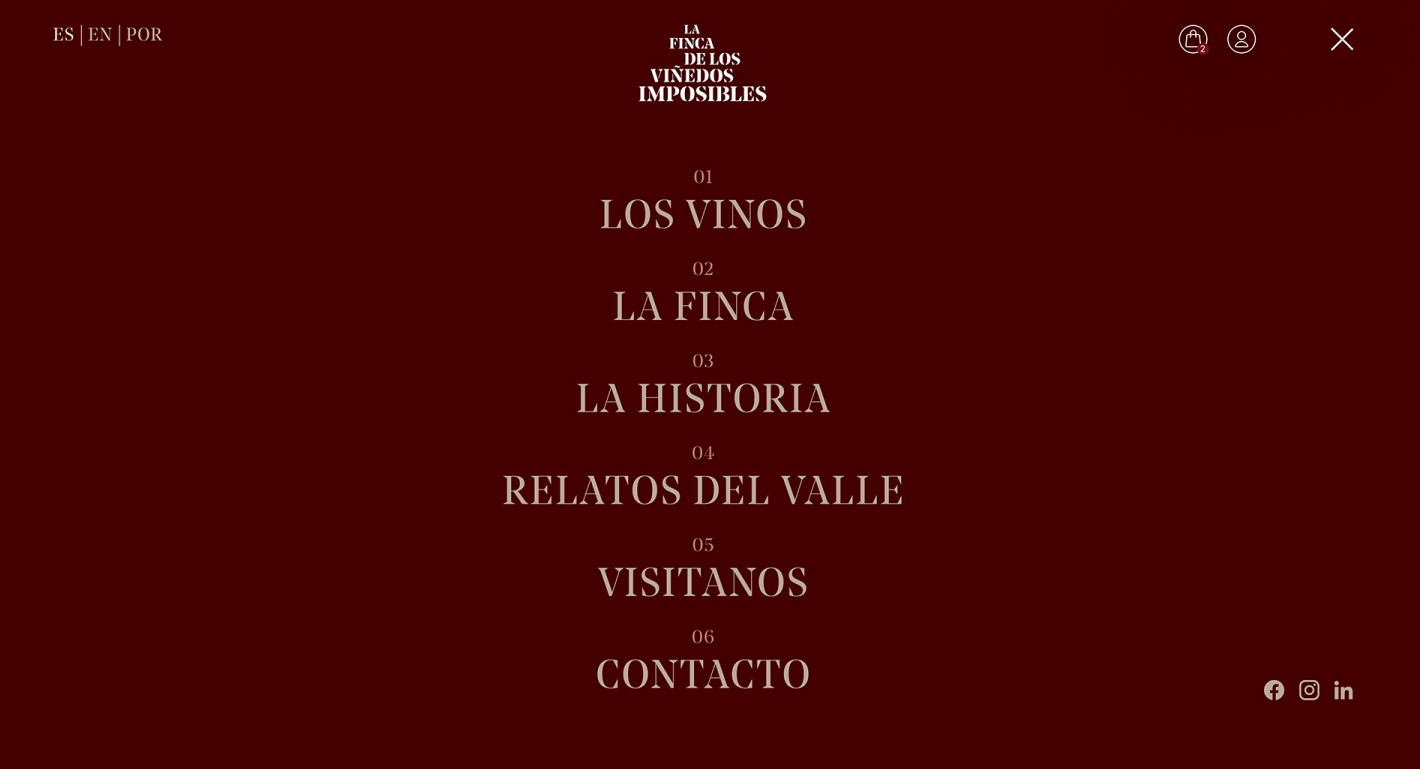 ES | EN | POR
LA
FINCA
DE LOS
VIÑEDOS
IMPOSIBLES
2
01
LOS VINOS
02
LA FINCA
03
LA HISTORIA
04
RELATOS DEL VALLE
05
VISITANOS
06
CONTACTO